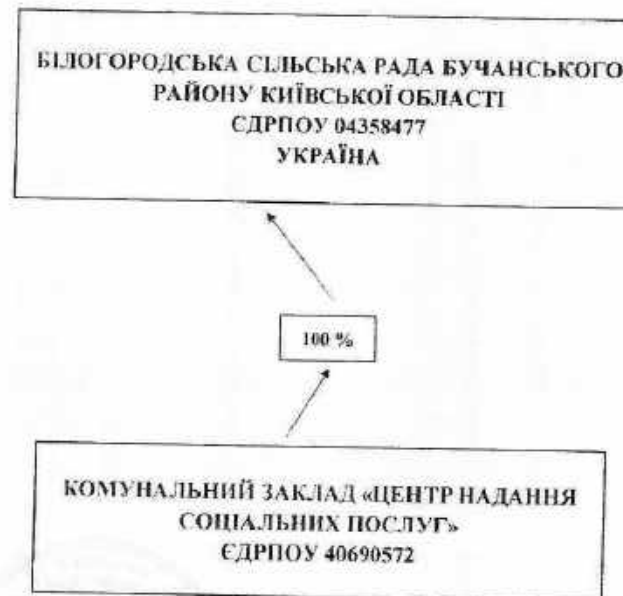 БІЛОГОРОДСЬКА СІЛЬСЬКА РАДА БУЧАНСЬКОГО
РАЙОНУ КИЇВСЬКОЇ ОБЛАСТІ
ЄДРПОУ 04358477
УКРАЇНА
100 %
КОМУНАЛЬНИЙ ЗАКЛАД «ЦЕНТР НАДАННЯ
СОЦІАЛЬНИХ ПОСЛУГ»
ЄДРПОУ 40690572